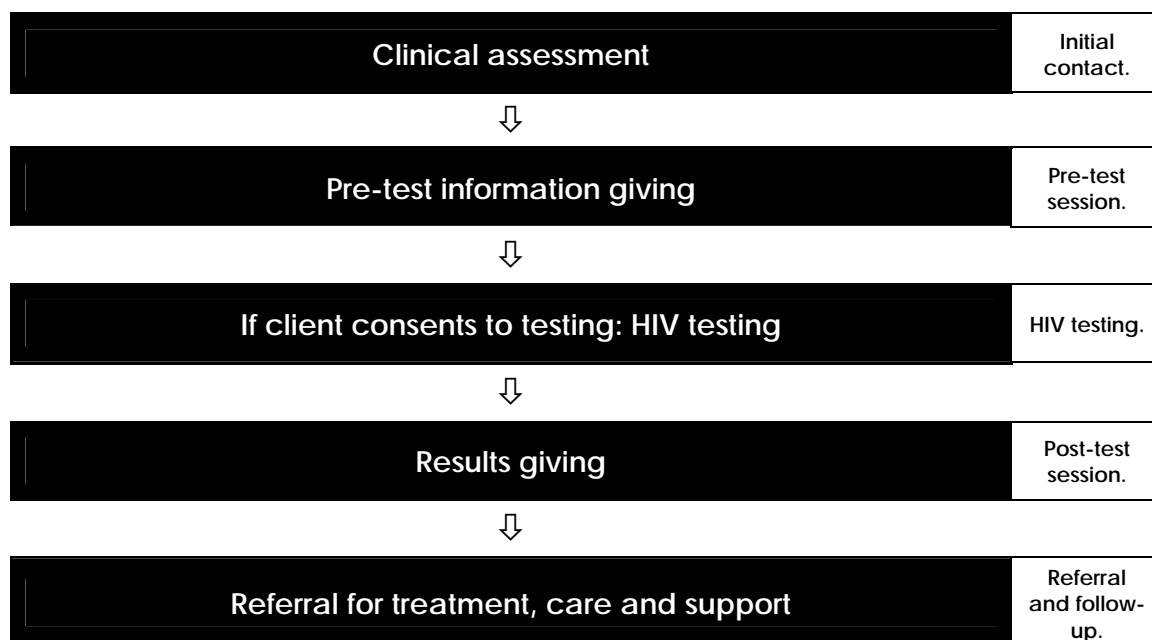 Clinical assessment
Initial
contact.
Pre-test information giving
Pre-test
session.
If client consents to testing: HIV testing
HIV testing.
Results giving
Post-test
session.
Referral for treatment, care and support
Referral
and follow-
up.